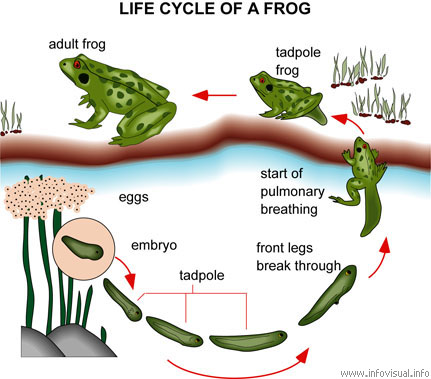 LIFE CYCLE OF A FROG
adult frog
tadpole
frog
eggs
start of
pulmonary
breathing
embryo
front legs
break through
tadpole
www.infovisual.info